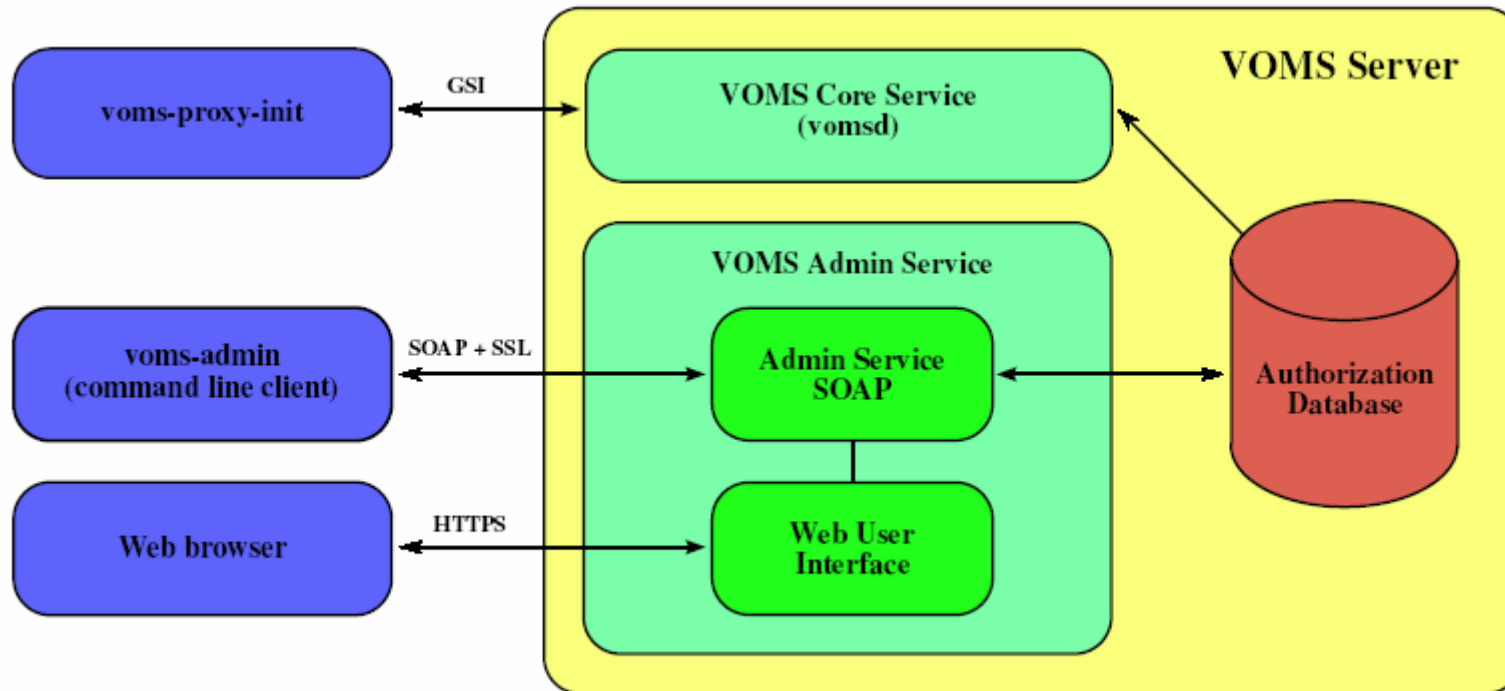 VOMS Server
voms-proxy-init
GSI
VOMS Core Service
(vomsd)
VOMS Admin Service
voms-admin
(command line client)
SOAP + SSL
Admin Service
SOAP
Authorization
Database
Web browser
HTTPS
Web User
Interface